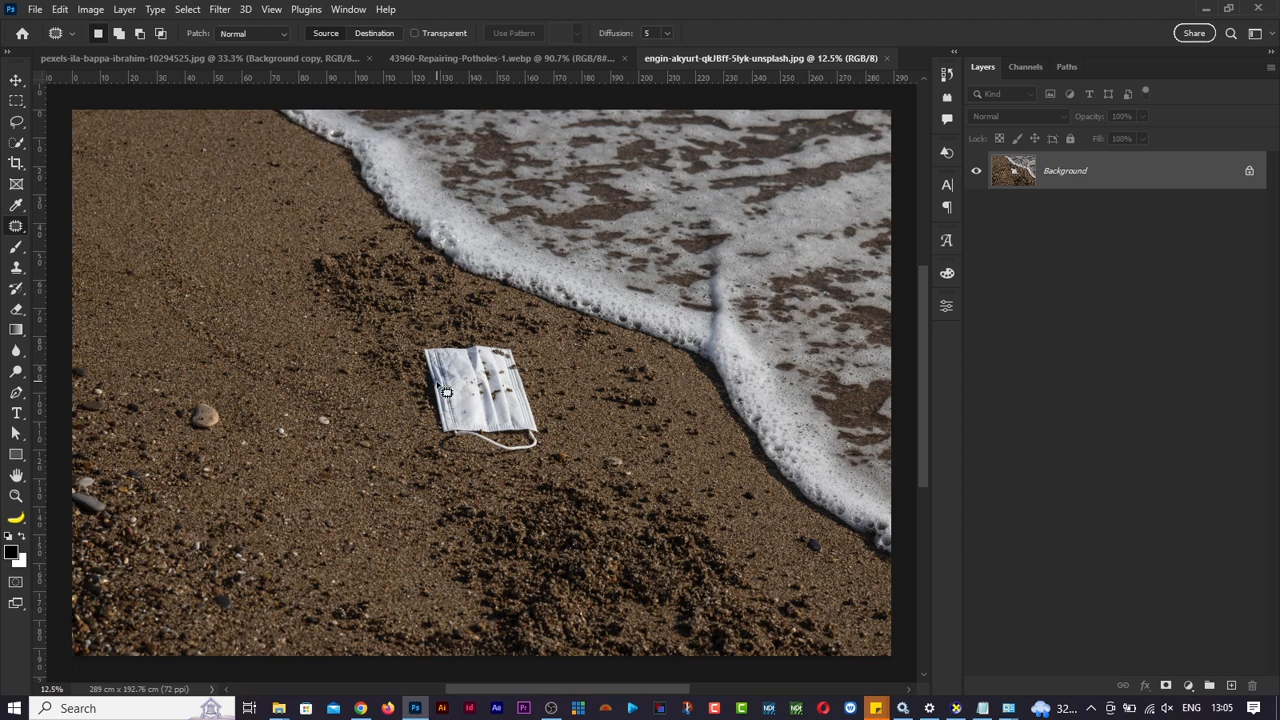 File Edit Image Layer Type Select Filter 3D View Plugins Window Help
Patch: Normal Source Destination Transparent Use Pattern Diffusion: 5 Share
pexels-ila-bappa-ibrahim-10294525.jpg @ 33.3% (Background copy, RGB/8... × 43960-Repairing-Potholes-1.webp @ 90.7% (RGB/8#... × engin-akyurt-qkJBff-5lyk-unsplash.jpg @ 12.5% (RGB/8) ×
Layers Channels Paths
Kind
Normal Opacity: 100%
Lock: Fill: 100%
Background
12.5% 289 cm x 192.76 cm (72 ppi)
Search 32... ENG 13:05